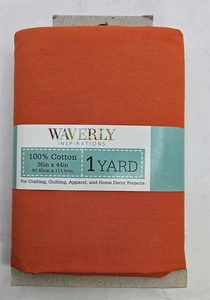 WAVERLY
INSPIRATIONS
100% Cotton
36in x 44in
1 YARD
For Crafting, Quilting, Apparel, and Home Decor Projects